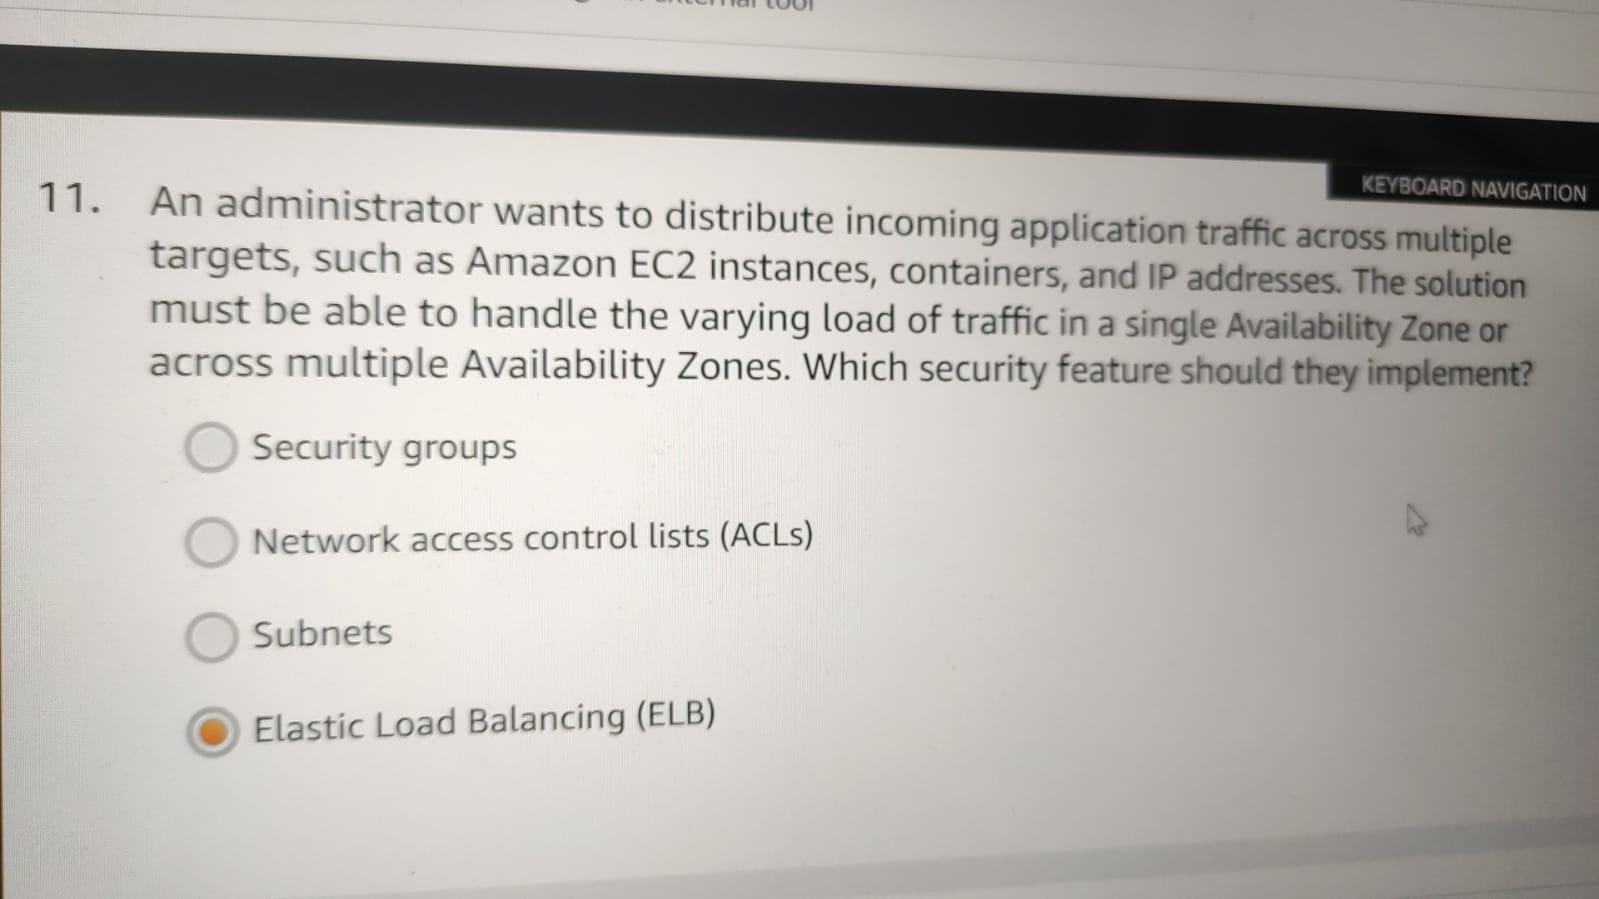 KEYBOARD NAVIGATION
11. An administrator wants to distribute incoming application traffic across multiple
targets, such as Amazon EC2 instances, containers, and IP addresses. The solution
must be able to handle the varying load of traffic in a single Availability Zone or
across multiple Availability Zones. Which security feature should they implement?
Security groups
Network access control lists (ACLs)
Subnets
Elastic Load Balancing (ELB)